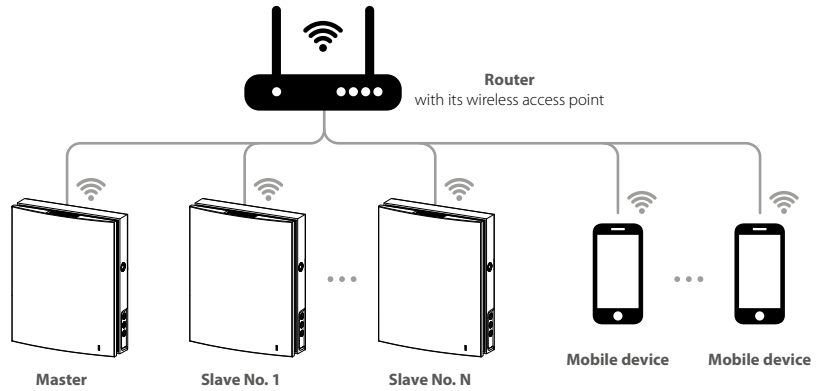 Router
with its wireless access point
Master
Slave No. 1
Slave No. N
Mobile device
Mobile device